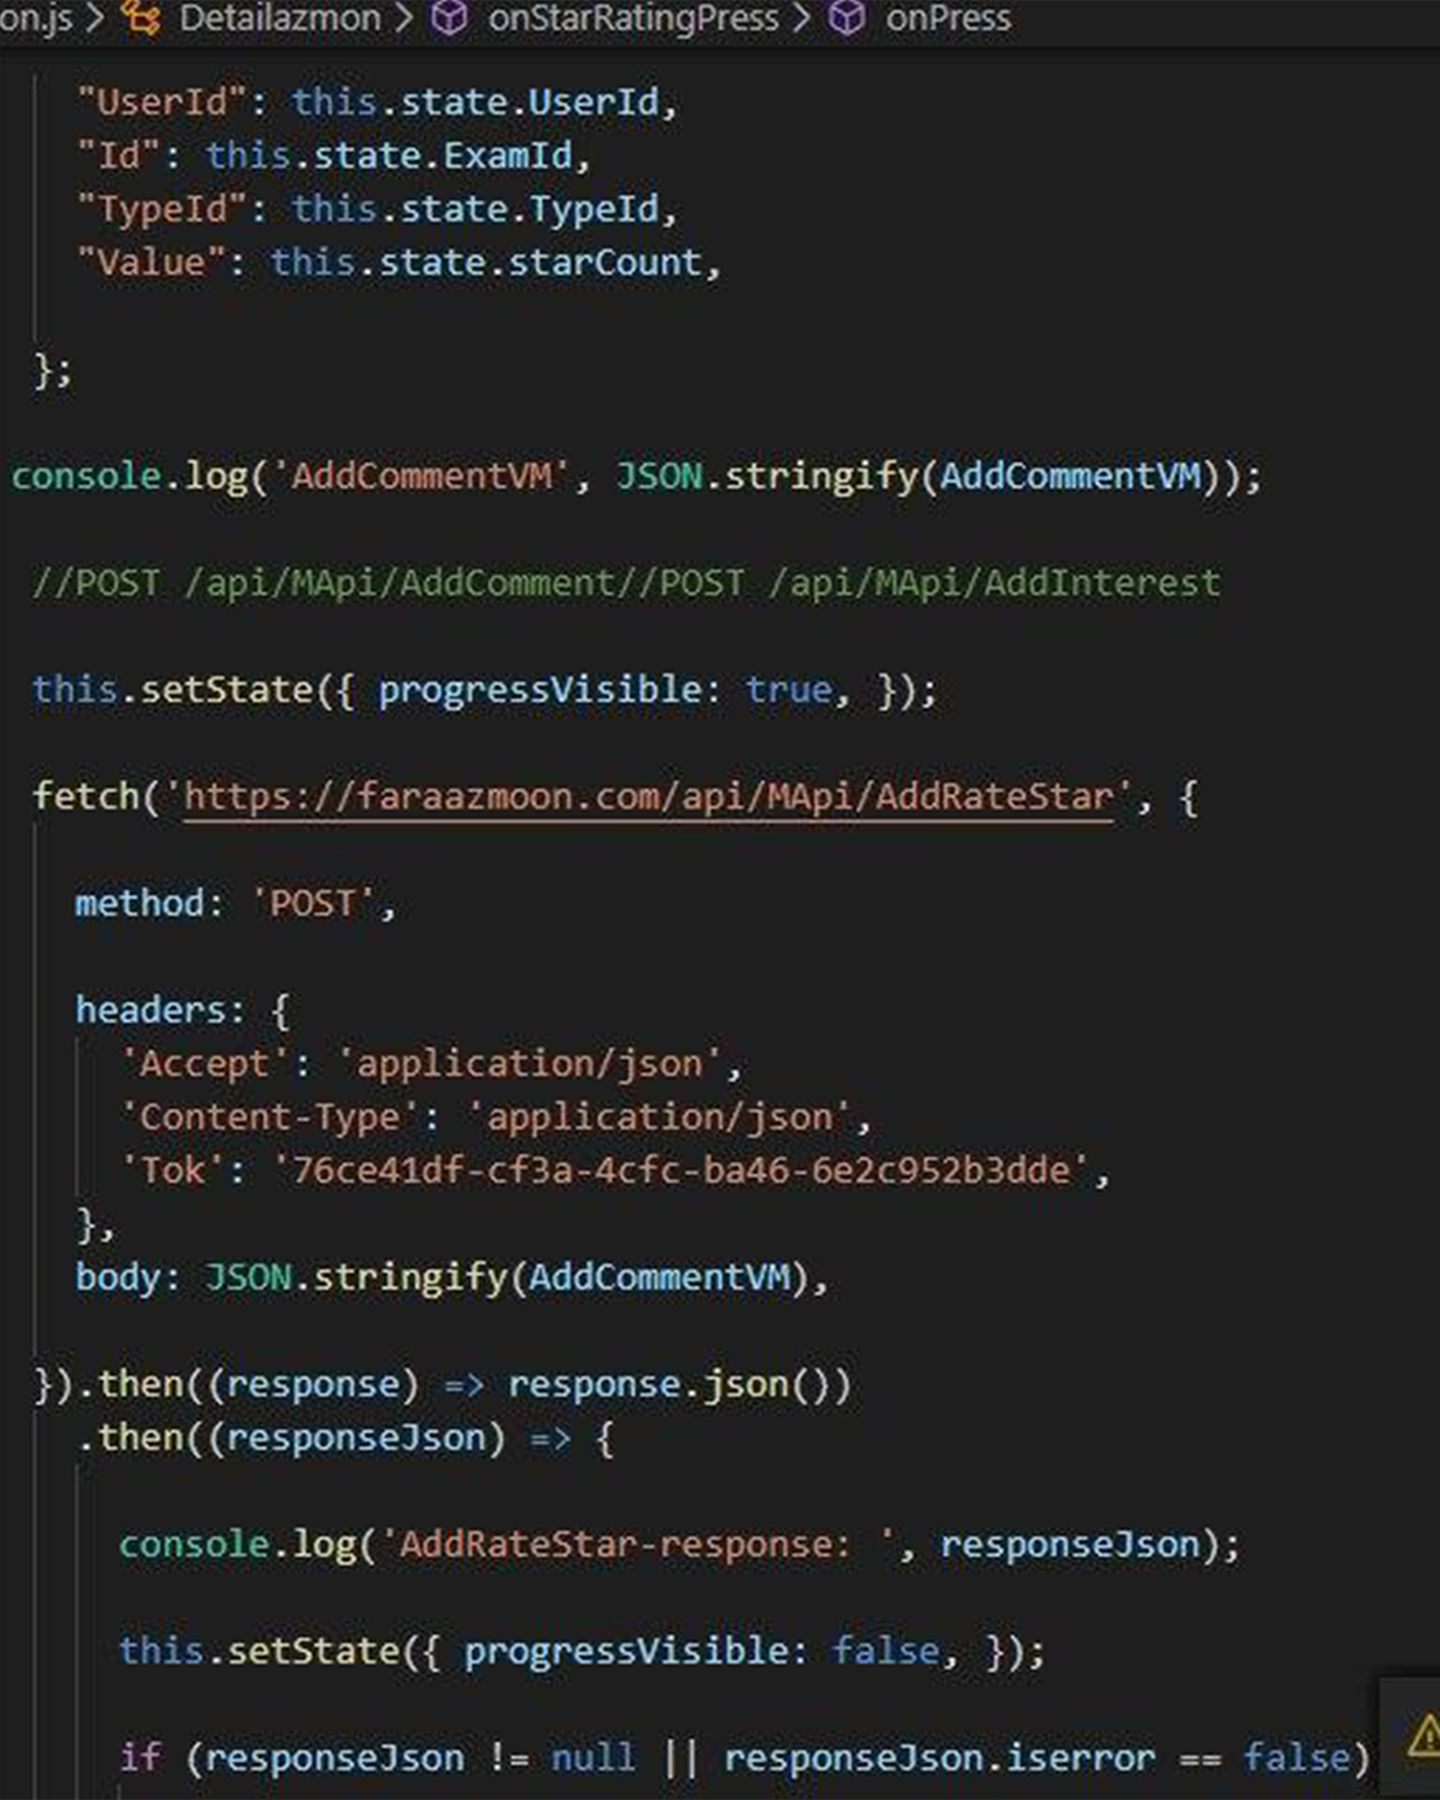 on.js > Detailazmon > onStarRatingPress > onPress
"UserId": this.state.UserId,
"Id": this.state.ExamId,
"TypeId": this.state.TypeId,
"Value": this.state.starCount,
};
console.log('AddCommentVM', JSON.stringify(AddCommentVM));
//POST /api/MApi/AddComment//POST /api/MApi/AddInterest
this.setState({ progressVisible: true, });
fetch('https://faraazmoon.com/api/MApi/AddRateStar', {
method: 'POST',
headers: {
'Accept': 'application/json',
'Content-Type': 'application/json',
'Tok': '76ce41df-cf3a-4cfc-ba46-6e2c952b3dde',
},
body: JSON.stringify(AddCommentVM),
}).then((response) => response.json())
.then((responseJson) => {
console.log('AddRateStar-response: ', responseJson);
this.setState({ progressVisible: false, });
if (responseJson != null || responseJson.iserror == false)